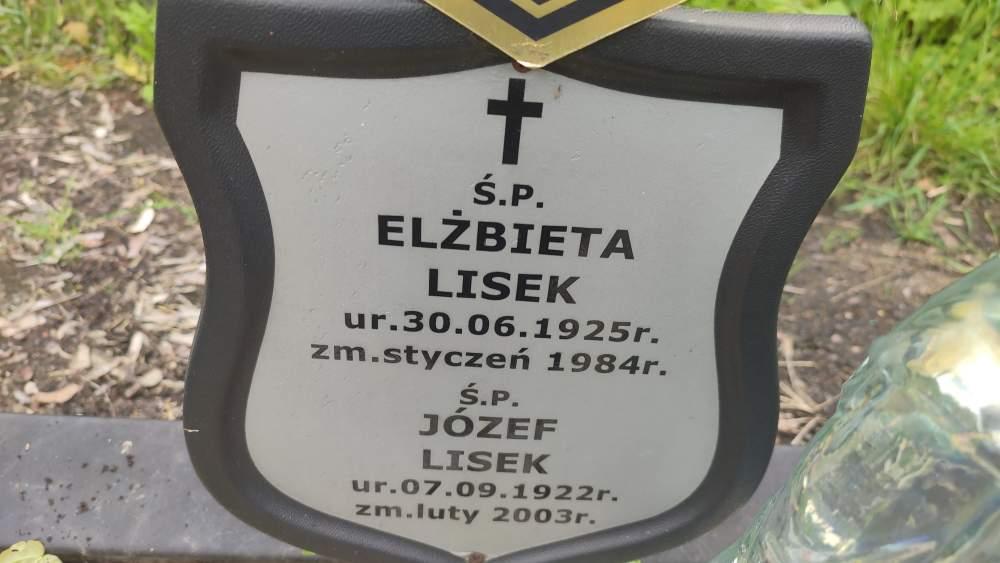 Ś.P.
ELŻBIETA
LISEK
ur.30.06.1925r.
zm.styczeń 1984r.
Ś.P.
JÓZEF
LISEK
ur.07.09.1922r.
zm.luty 2003r.